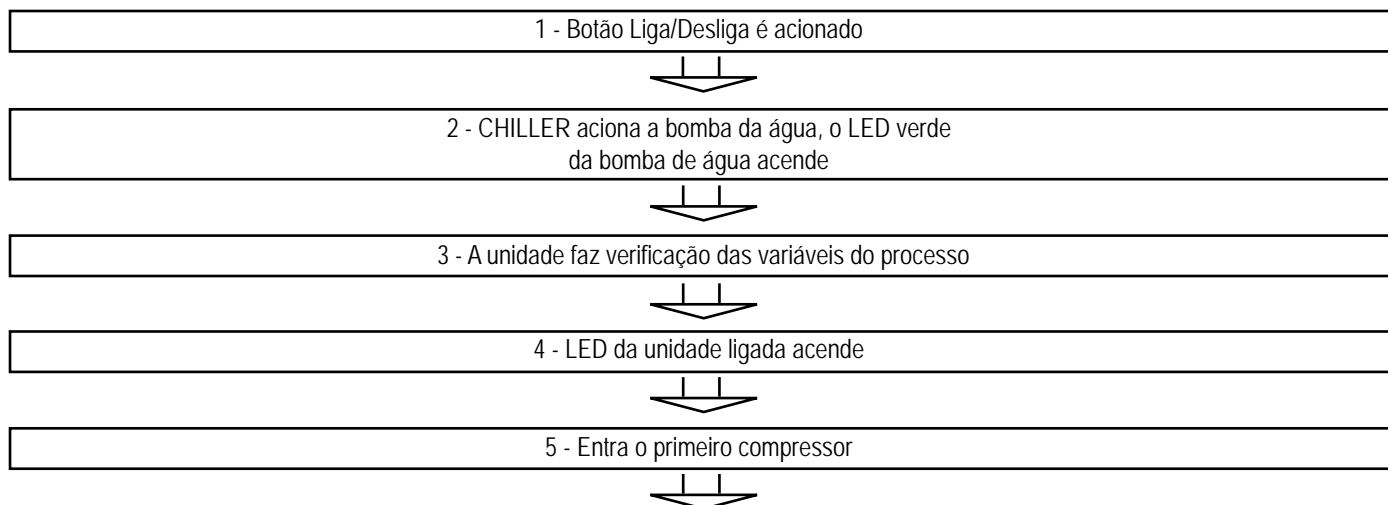 1 - Botão Liga/Desliga é acionado
2 - CHILLER aciona a bomba da água, o LED verde
da bomba de água acende
3 - A unidade faz verificação das variáveis do processo
4 - LED da unidade ligada acende
5 - Entra o primeiro compressor